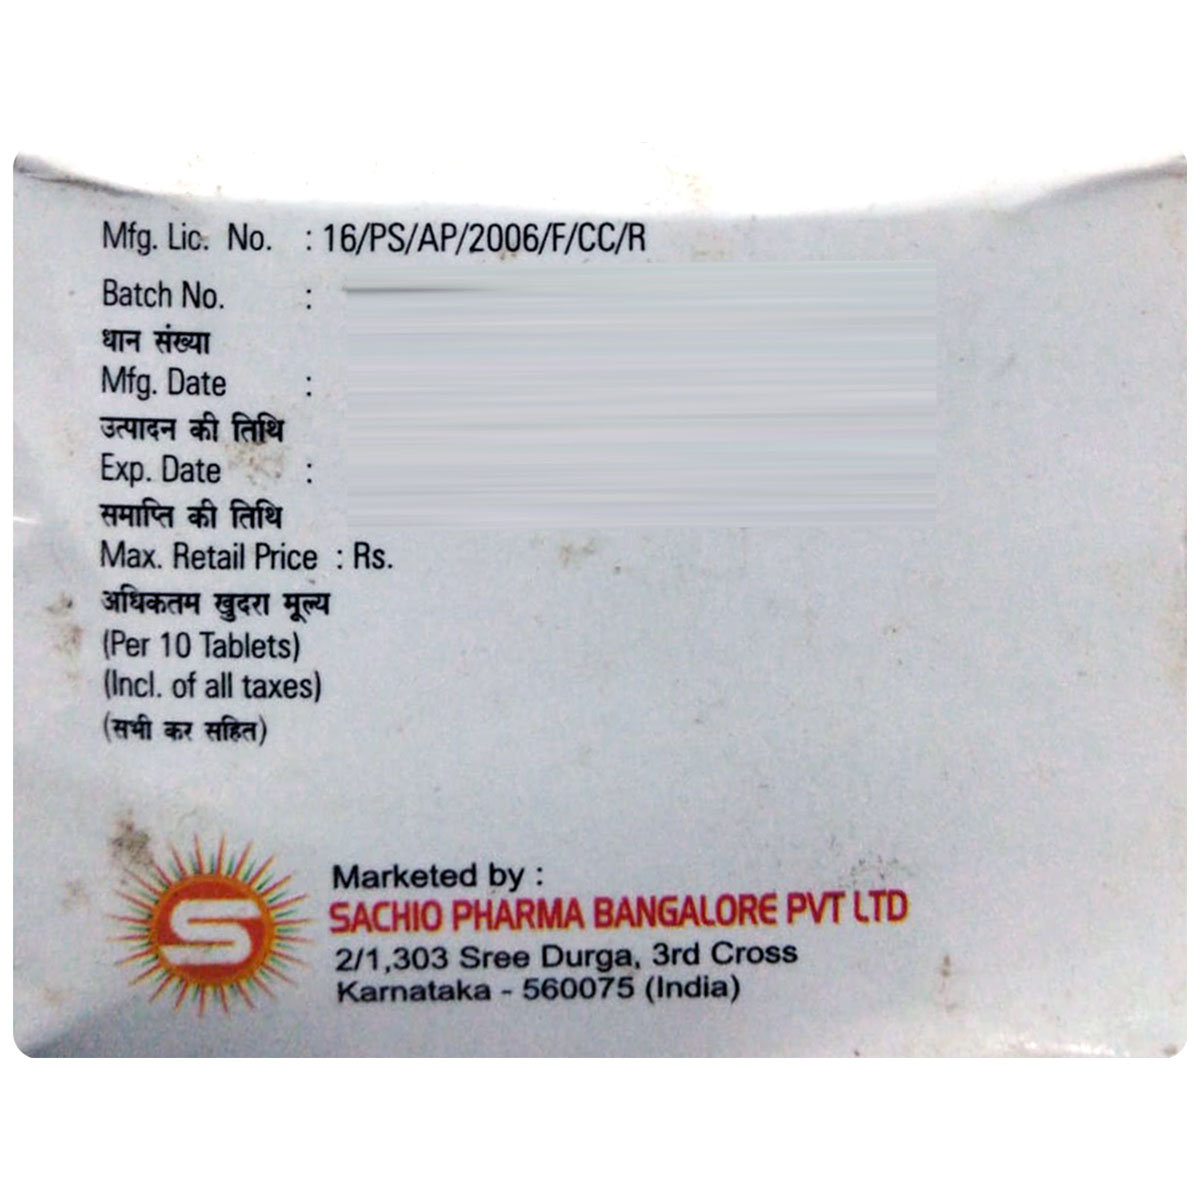 Mfg. Lic. No. : 16/PS/AP/2006/F/CC/R
Batch No. :
धान संख्या
Mfg. Date :
उत्पादन की तिथि
Exp. Date :
समाप्ति की तिथि
Max. Retail Price : Rs.
अधिकतम खुदरा मूल्य
(Per 10 Tablets)
(Incl. of all taxes)
(सभी कर सहित)
S
Marketed by :
SACHIO PHARMA BANGALORE PVT LTD
2/1,303 Sree Durga, 3rd Cross
Karnataka - 560075 (India)